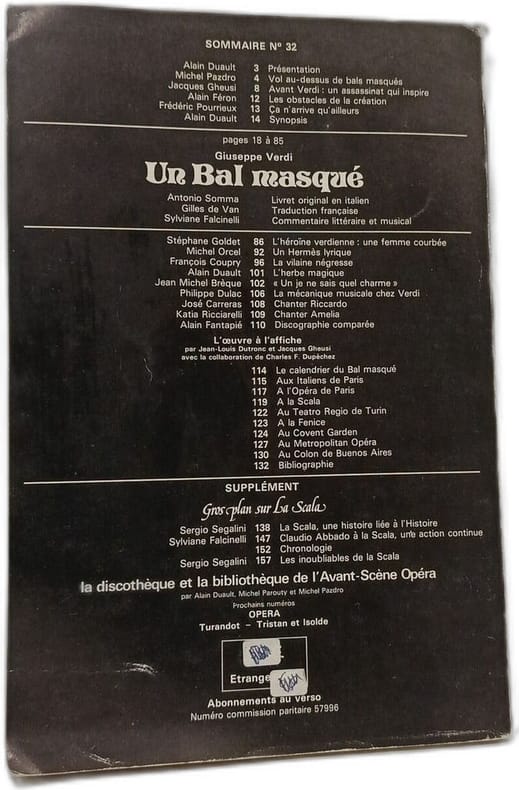 SOMMAIRE N° 32
Alain Duault 3 Présentation
Michel Pazdro 4 Vol au-dessus de bals masqués
Jacques Gheusi 8 Avant Verdi : un assassinat qui inspire
Alain Féron 12 Les obstacles de la création
Frédéric Pourrieux 13 Ça n'arrive qu'ailleurs
Alain Duault 14 Synopsis
pages 18 à 85
Giuseppe Verdi
Un Bal masqué
Antonio Somma Livret original en italien
Gilles de Van Traduction française
Sylviane Falcinelli Commentaire littéraire et musical
Stéphane Goldet 86 L'héroïne verdienne : une femme courbée
Michel Orcel 92 Un Hermès lyrique
François Coupry 96 La vilaine négresse
Alain Duault 101 L'herbe magique
Jean Michel Brèque 102 « Un je ne sais quel charme »
Philippe Dulac 106 La mécanique musicale chez Verdi
José Carreras 108 Chanter Riccardo
Katia Ricciarelli 109 Chanter Amelia
Alain Fantapié 110 Discographie comparée
L'œuvre à l'affiche
par Jean-Louis Dutronc et Jacques Gheusi
avec la collaboration de Charles F. Dupêchez
114 Le calendrier du Bal masqué
115 Aux Italiens de Paris
117 A l'Opéra de Paris
119 A la Scala
122 Au Teatro Regio de Turin
123 A la Fenice
124 Au Covent Garden
127 Au Metropolitan Opéra
130 Au Colon de Buenos Aires
132 Bibliographie
SUPPLÉMENT
Gros plan sur La Scala
Sergio Segalini 138 La Scala, une histoire liée à l'Histoire
Sylviane Falcinelli 147 Claudio Abbado à la Scala, une action continue
152 Chronologie
Sergio Segalini 157 Les inoubliables de la Scala
la discothèque et la bibliothèque de l'Avant-Scène Opéra
par Alain Duault, Michel Parouty et Michel Pazdro
Prochains numéros
OPERA
Turandot – Tristan et Isolde
Abonnements au verso
Numéro commission paritaire 57996